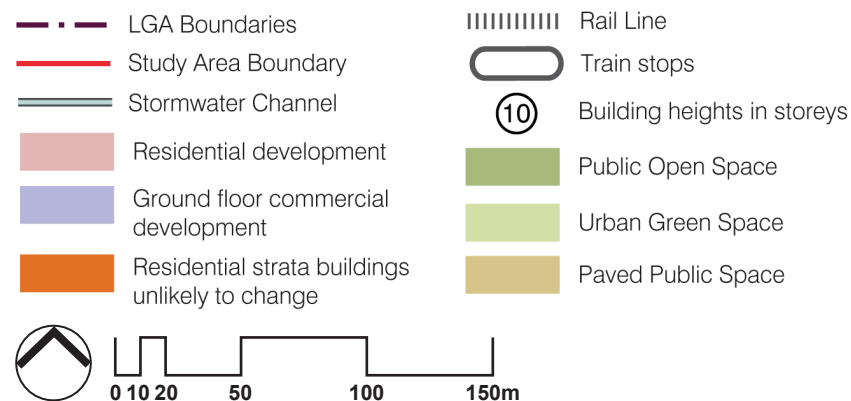 LGA Boundaries
Study Area Boundary
Stormwater Channel
Residential development
Ground floor commercial
development
Residential strata buildings
unlikely to change
Rail Line
Train stops
10 Building heights in storeys
Public Open Space
Urban Green Space
Paved Public Space
0 10 20 50 100 150m